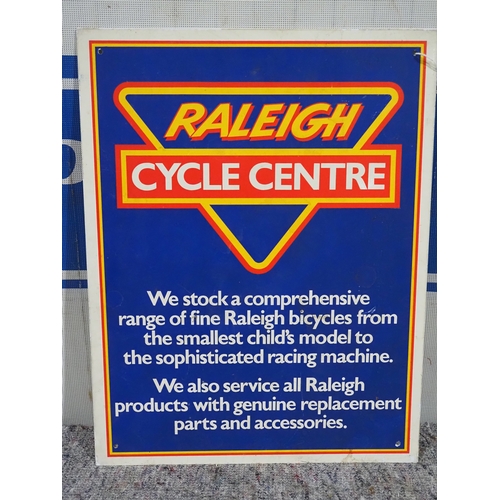 RALEIGH
CYCLE CENTRE
We stock a comprehensive
range of fine Raleigh bicycles from
the smallest child's model to
the sophisticated racing machine.
We also service all Raleigh
products with genuine replacement
parts and accessories.